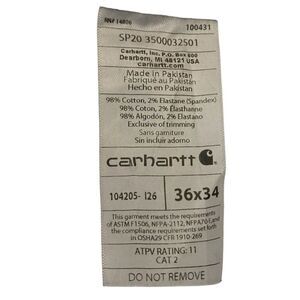 RN# 14806
100431
SP20 3500032501
Carhartt, Inc. P.O. Box 600
Dearborn, MI 48121 USA
carhartt.com
Made in Pakistan
Fabriqué au Pakistan
Hecho en Pakistan
98% Cotton, 2% Elastane (Spandex)
98% Coton, 2% Élasthanne
98% Algodón, 2% Elastano
Exclusive of trimming
Sans garniture
Sin incluir adorno
carhartt
104205- I26
36x34
This garment meets the requirements
of ASTM F1506, NFPA-2112, NFPA70E and
the compliance requirements set forth
in OSHA29 CFR 1910-269
ATPV RATING: 11
CAT 2
DO NOT REMOVE